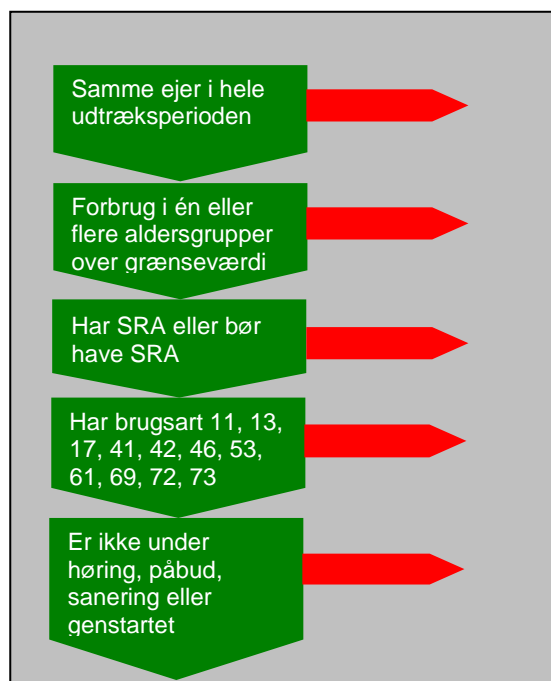 Samme ejer i hele
udtræksperioden
Forbrug i én eller
flere aldersgrupper
over grænseværdi
Har SRA eller bør
have SRA
Har brugsart 11, 13,
17, 41, 42, 46, 53,
61, 69, 72, 73
Er ikke under
høring, påbud,
sanering eller
genstartet